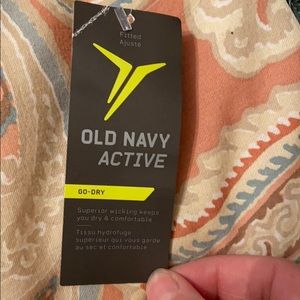 Fitted
Ajusté
OLD NAVY
ACTIVE
GO-DRY
Superior wicking keeps
you dry & comfortable
Tissu hydrofuge
supérieur qui vous garde
au sec et confortable